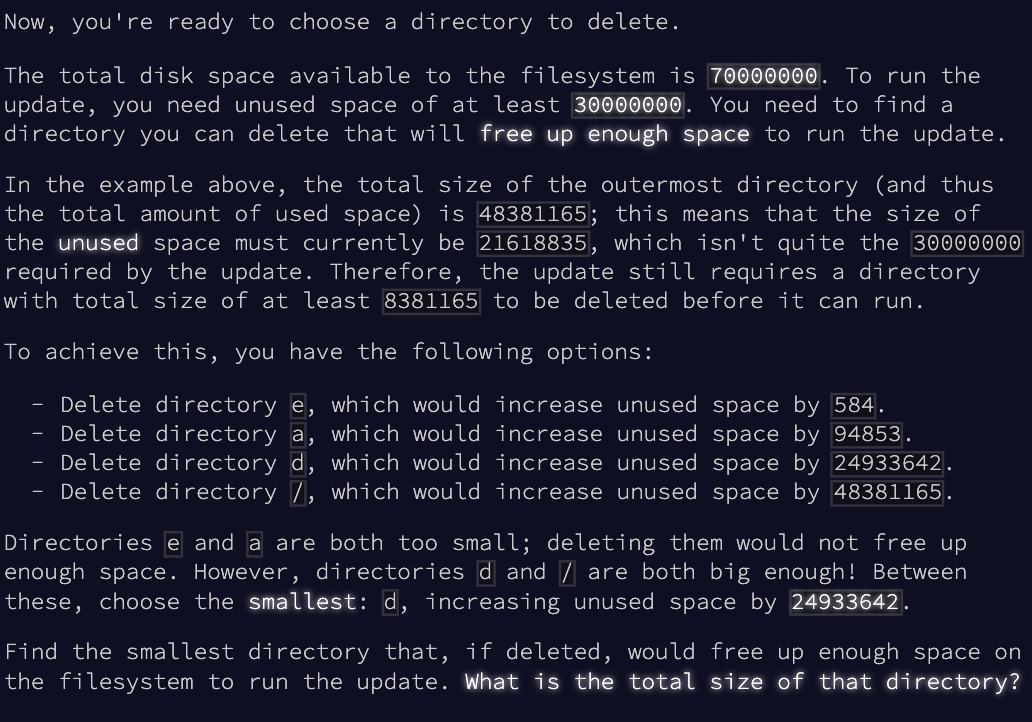 Now, you're ready to choose a directory to delete.
The total disk space available to the filesystem is 70000000. To run the
update, you need unused space of at least 30000000. You need to find a
directory you can delete that will free up enough space to run the update.
In the example above, the total size of the outermost directory (and thus
the total amount of used space) is 48381165; this means that the size of
the unused space must currently be 21618835, which isn't quite the 30000000
required by the update. Therefore, the update still requires a directory
with total size of at least 8381165 to be deleted before it can run.
To achieve this, you have the following options:
- Delete directory e, which would increase unused space by 584.
- Delete directory a, which would increase unused space by 94853.
- Delete directory d, which would increase unused space by 24933642.
- Delete directory /, which would increase unused space by 48381165.
Directories e and a are both too small; deleting them would not free up
enough space. However, directories d and / are both big enough! Between
these, choose the smallest: d, increasing unused space by 24933642.
Find the smallest directory that, if deleted, would free up enough space on
the filesystem to run the update. What is the total size of that directory?